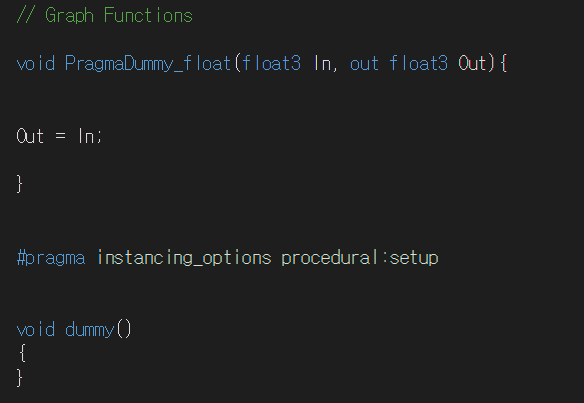 // Graph Functions
void PragmaDummy_float(float3 In, out float3 Out){
Out = In;
}
#pragma instancing_options procedural:setup
void dummy()
{
}